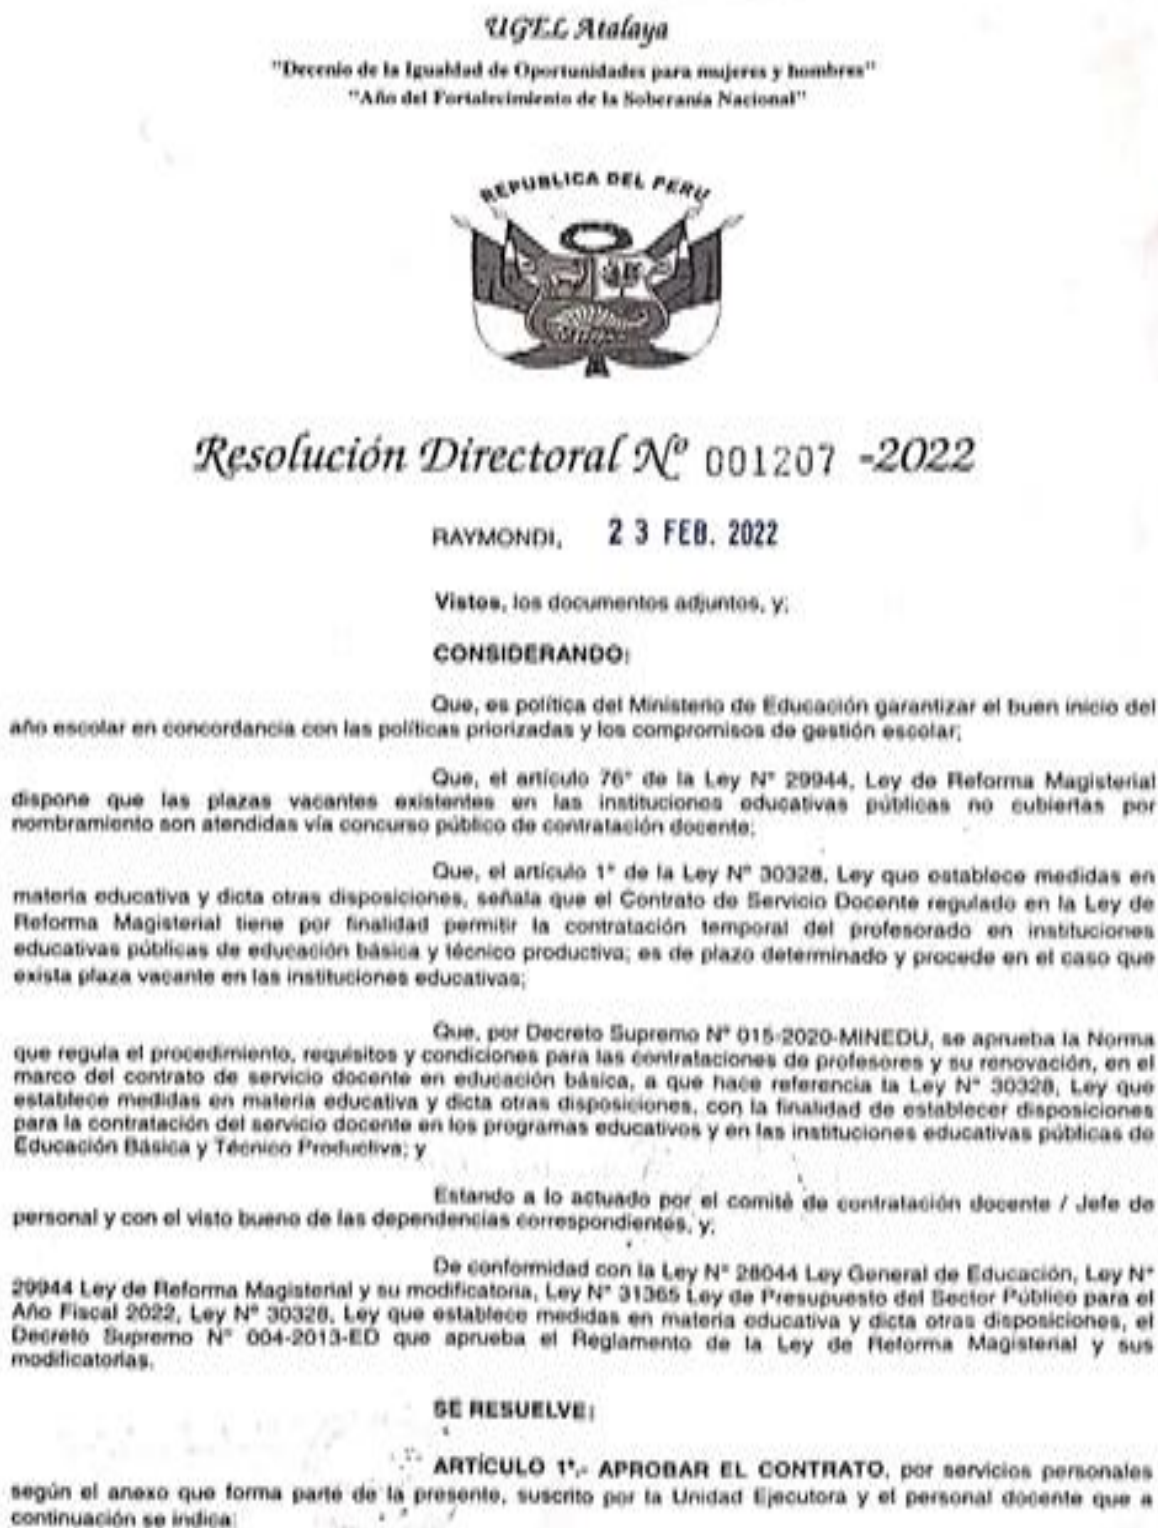 UGEL Atalaya
"Decenio de la Igualdad de Oportunidades para mujeres y hombres"
"Año del Fortalecimiento de la Soberanía Nacional"
REPUBLICA DEL PERU
Resolución Directoral Nº 001207 -2022
RAYMONDI, 23 FEB. 2022
Vistos, los documentos adjuntos, y;
CONSIDERANDO:
Que, es política del Ministerio de Educación garantizar el buen inicio del
año escolar en concordancia con las políticas priorizadas y los compromisos de gestión escolar;
Que, el artículo 76° de la Ley N° 29944, Ley de Reforma Magisterial
dispone que las plazas vacantes existentes en las instituciones educativas públicas no cubiertas por
nombramiento son atendidas vía concurso público de contratación docente;
Que, el artículo 1° de la Ley N° 30328, Ley que establece medidas en
materia educativa y dicta otras disposiciones, señala que el Contrato de Servicio Docente regulado en la Ley de
Reforma Magisterial tiene por finalidad permitir la contratación temporal del profesorado en instituciones
educativas públicas de educación básica y técnico productiva; es de plazo determinado y procede en el caso que
exista plaza vacante en las instituciones educativas;
Que, por Decreto Supremo N° 015-2020-MINEDU, se aprueba la Norma
que regula el procedimiento, requisitos y condiciones para las contrataciones de profesores y su renovación, en el
marco del contrato de servicio docente en educación básica, a que hace referencia la Ley N° 30328, Ley que
establece medidas en materia educativa y dicta otras disposiciones, con la finalidad de establecer disposiciones
para la contratación del servicio docente en los programas educativos y en las instituciones educativas públicas de
Educación Básica y Técnico Productiva; y
Estando a lo actuado por el comité de contratación docente / Jefe de
personal y con el visto bueno de las dependencias correspondientes, y;
De conformidad con la Ley N° 28044 Ley General de Educación, Ley N°
29944 Ley de Reforma Magisterial y su modificatoria, Ley N° 31365 Ley de Presupuesto del Sector Público para el
Año Fiscal 2022, Ley N° 30328, Ley que establece medidas en materia educativa y dicta otras disposiciones, el
Decreto Supremo N° 004-2013-ED que aprueba el Reglamento de la Ley de Reforma Magisterial y sus
modificatorias.
SE RESUELVE:
ARTÍCULO 1°.- APROBAR EL CONTRATO, por servicios personales
según el anexo que forma parte de la presente, suscrito por la Unidad Ejecutora y el personal docente que a
continuación se indica: